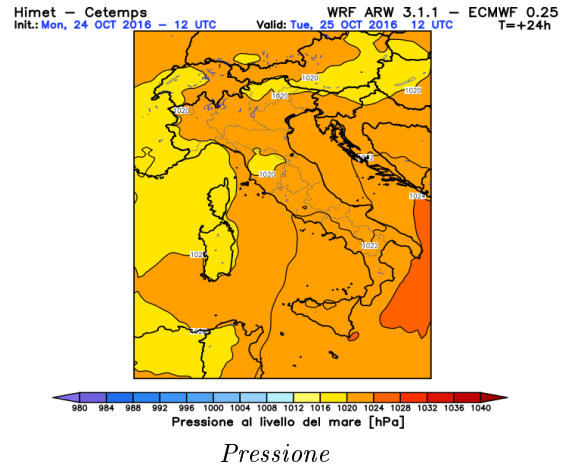 Himet – Cetemps WRF ARW 3.1.1 – ECMWF 0.25
Init.: Mon, 24 OCT 2016 – 12 UTC Valid: Tue, 25 OCT 2016 12 UTC T=+24h
1020
1020
1020
1020
1020
1022
980 984 988 992 996 1000 1004 1008 1012 1016 1020 1024 1028 1032 1036 1040
Pressione al livello del mare [hPa]
Pressione